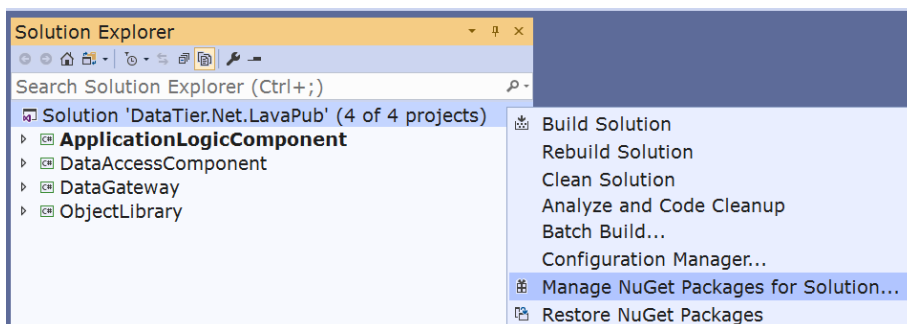 Solution Explorer
Search Solution Explorer (Ctrl+;)
Solution 'DataTier.Net.LavaPub' (4 of 4 projects)
C# ApplicationLogicComponent
C# DataAccessComponent
C# DataGateway
C# ObjectLibrary
Build Solution
Rebuild Solution
Clean Solution
Analyze and Code Cleanup
Batch Build...
Configuration Manager...
Manage NuGet Packages for Solution...
Restore NuGet Packages